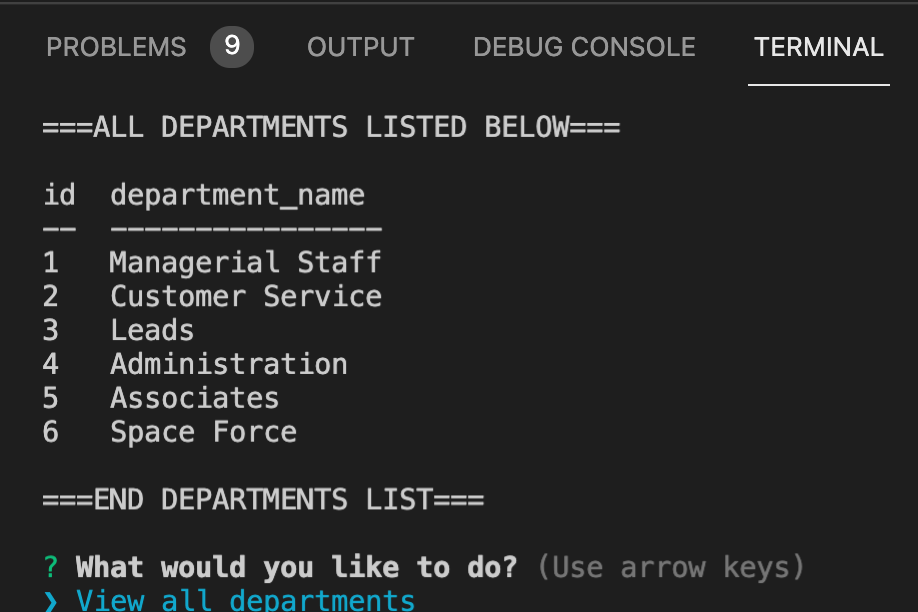 PROBLEMS 9 OUTPUT DEBUG CONSOLE TERMINAL
===ALL DEPARTMENTS LISTED BELOW===
id department_name
-- ----------------
1 Managerial Staff
2 Customer Service
3 Leads
4 Administration
5 Associates
6 Space Force
===END DEPARTMENTS LIST===
? What would you like to do? (Use arrow keys)
❯ View all departments